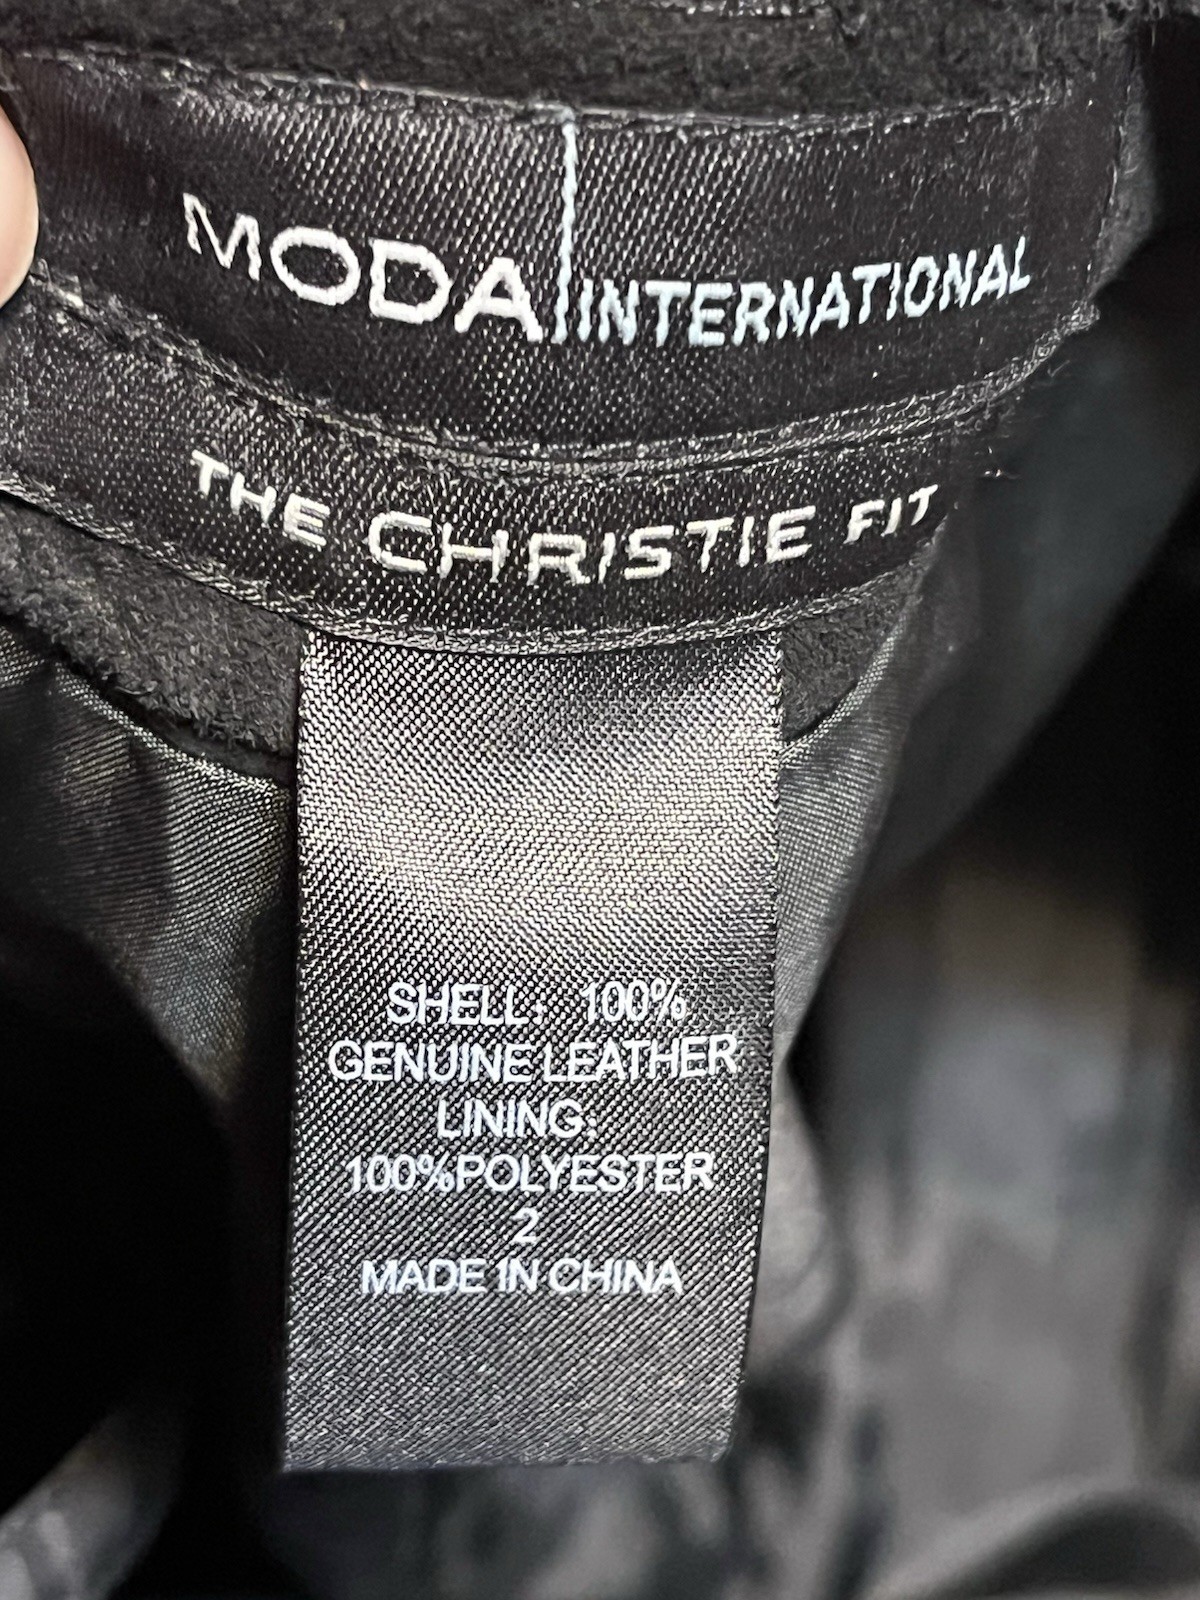 MODA INTERNATIONAL
THE CHRISTIE FIT
SHELL: 100%
GENUINE LEATHER
LINING:
100%POLYESTER
2
MADE IN CHINA